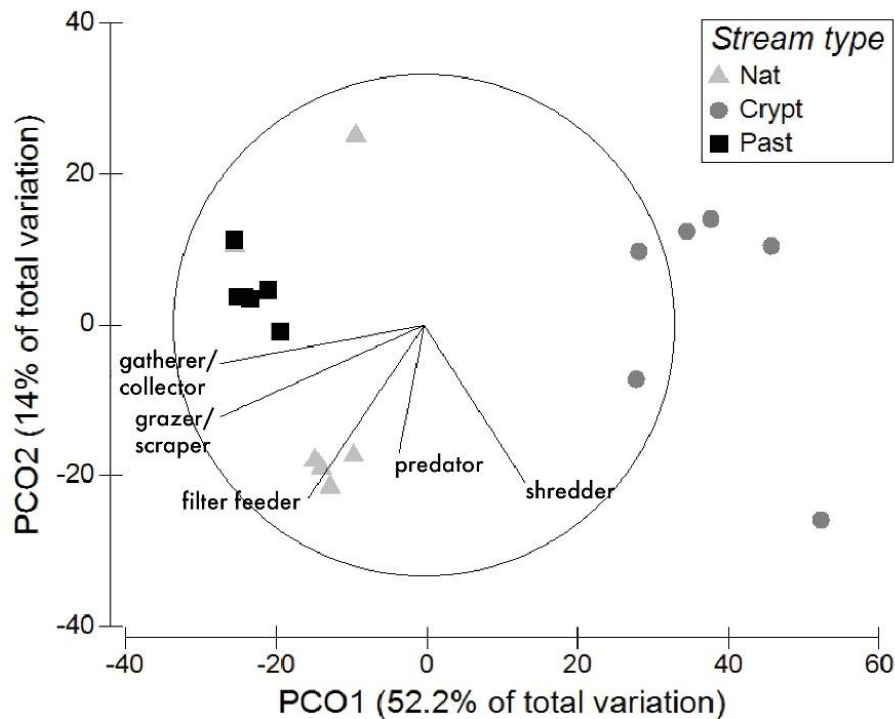 40
20
0
-20
-40
PCO2 (14% of total variation)
Stream type
Nat
Crypt
Past
gatherer/
collector
grazer/
scraper
filter feeder
predator
shredder
-40 -20 0 20 40 60
PCO1 (52.2% of total variation)